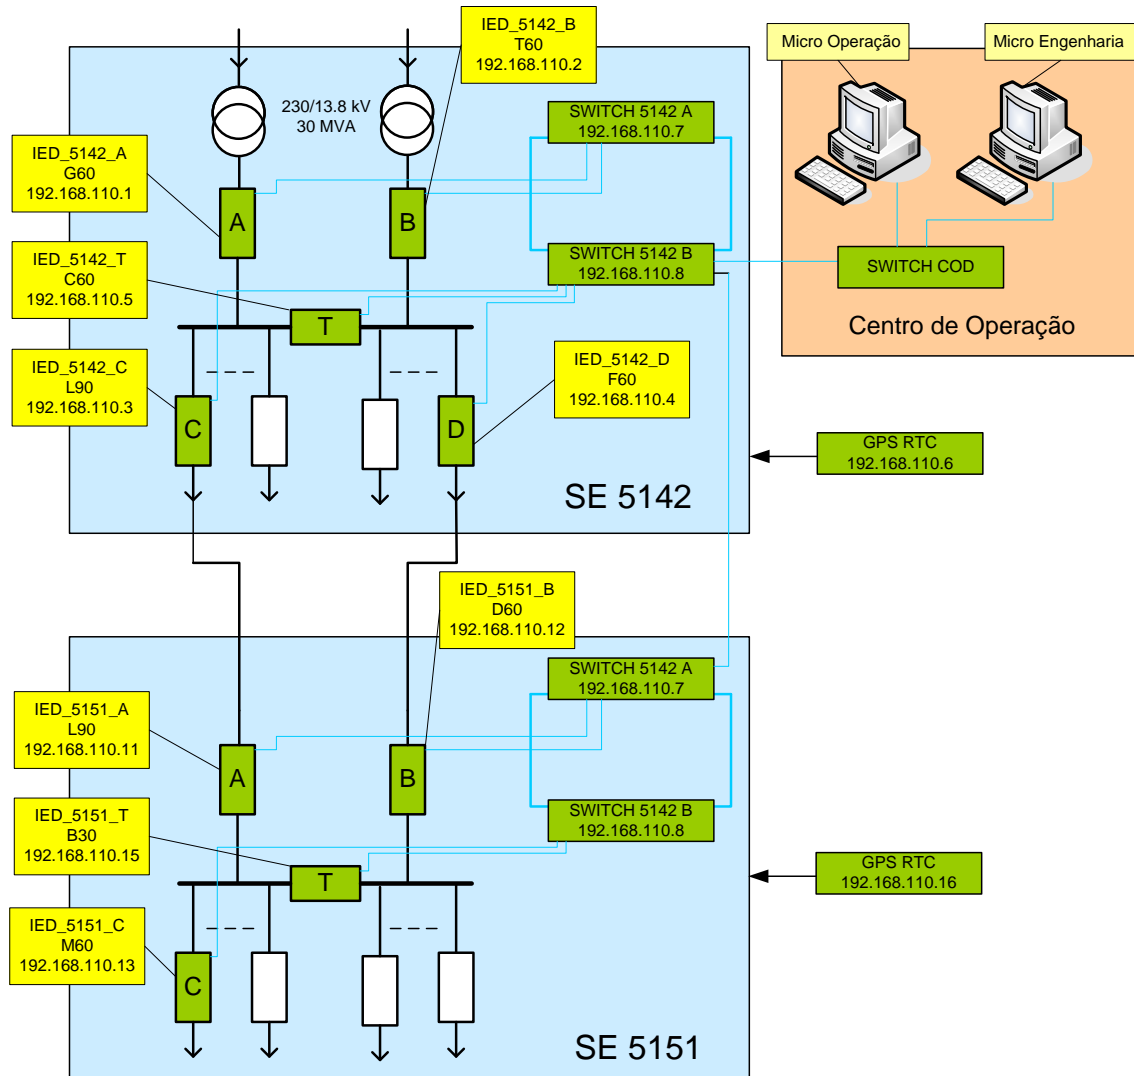 IED_5142_B
T60
192.168.110.2
Micro Operação
Micro Engenharia
230/13.8 kV
30 MVA
SWITCH 5142 A
192.168.110.7
IED_5142_A
G60
192.168.110.1
A
B
IED_5142_T
C60
192.168.110.5
SWITCH 5142 B
192.168.110.8
SWITCH COD
Centro de Operação
T
IED_5142_C
L90
192.168.110.3
IED_5142_D
F60
192.168.110.4
C
D
GPS RTC
192.168.110.6
SE 5142
IED_5151_B
D60
192.168.110.12
SWITCH 5142 A
192.168.110.7
IED_5151_A
L90
192.168.110.11
A
B
IED_5151_T
B30
192.168.110.15
SWITCH 5142 B
192.168.110.8
T
GPS RTC
192.168.110.16
IED_5151_C
M60
192.168.110.13
C
SE 5151